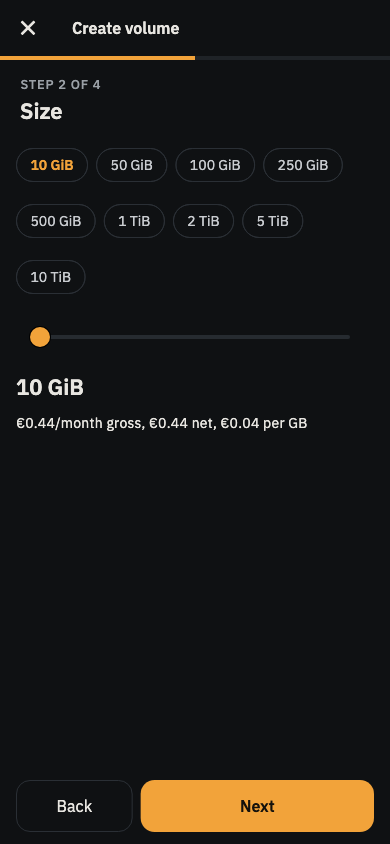 Create volume
STEP 2 OF 4
Size
10 GiB 50 GiB 100 GiB 250 GiB
500 GiB 1 TiB 2 TiB 5 TiB
10 TiB
10 GiB
€0.44/month gross, €0.44 net, €0.04 per GB
Back Next